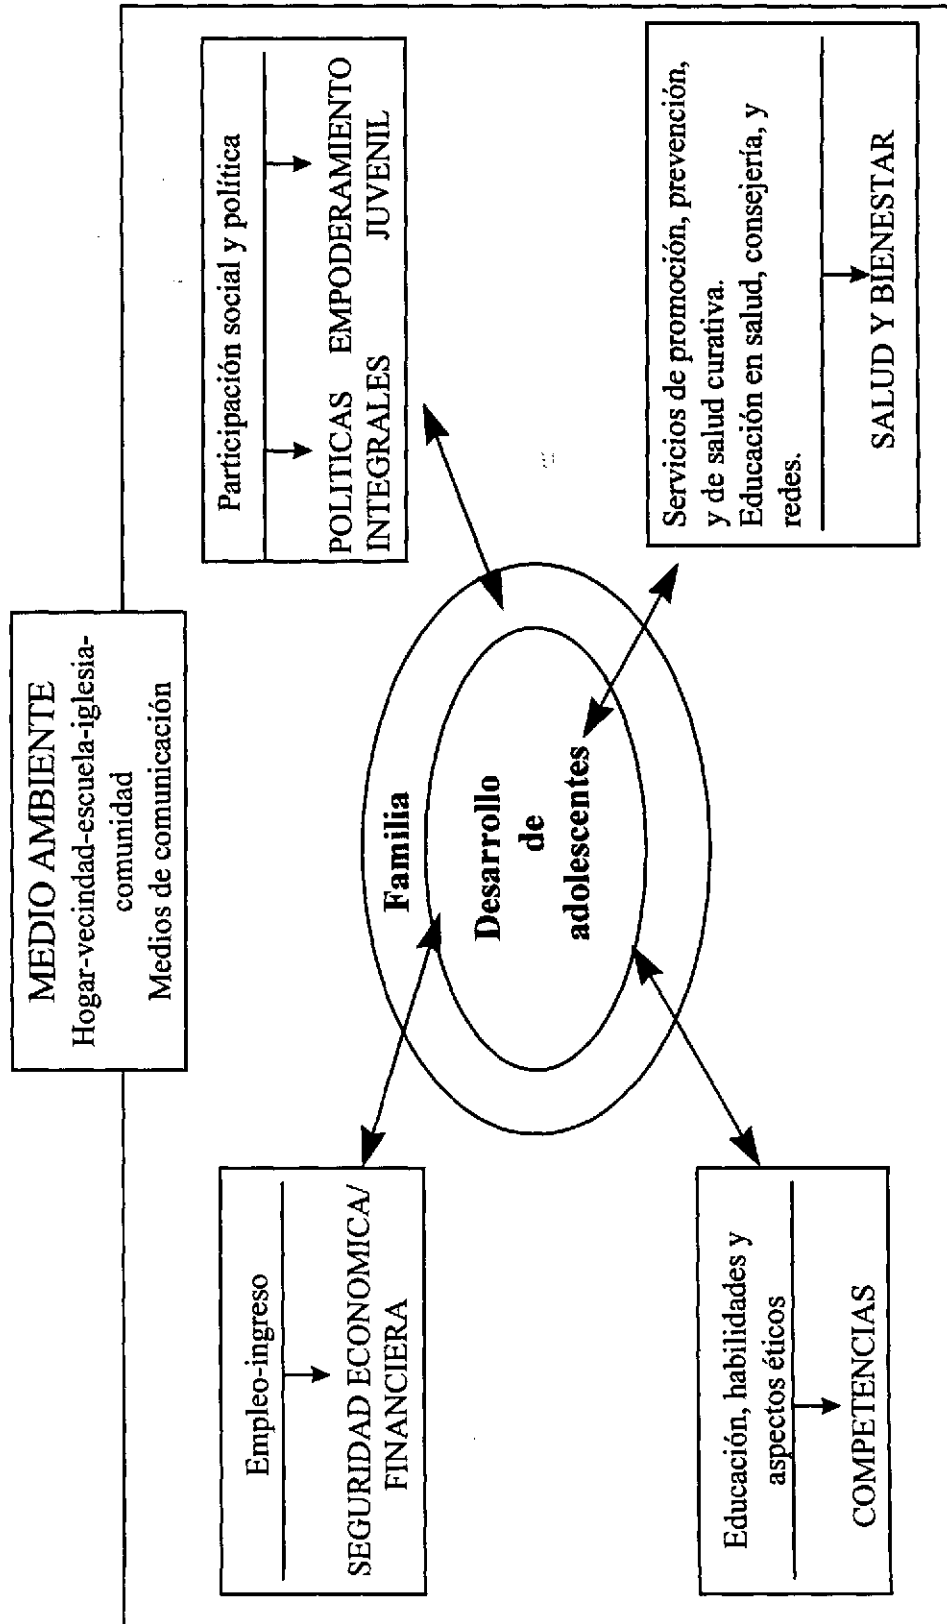 MEDIO AMBIENTE
Hogar-vecindad-escuela-iglesia-
comunidad
Medios de comunicación
Empleo-ingreso
SEGURIDAD ECONOMICA/
FINANCIERA
Participación social y política
POLITICAS EMPODERAMIENTO
INTEGRALES JUVENIL
Familia
Desarrollo
de
adolescentes
Educación, habilidades y
aspectos éticos
COMPETENCIAS
Servicios de promoción, prevención,
y de salud curativa.
Educación en salud, consejería, y
redes.
SALUD Y BIENESTAR